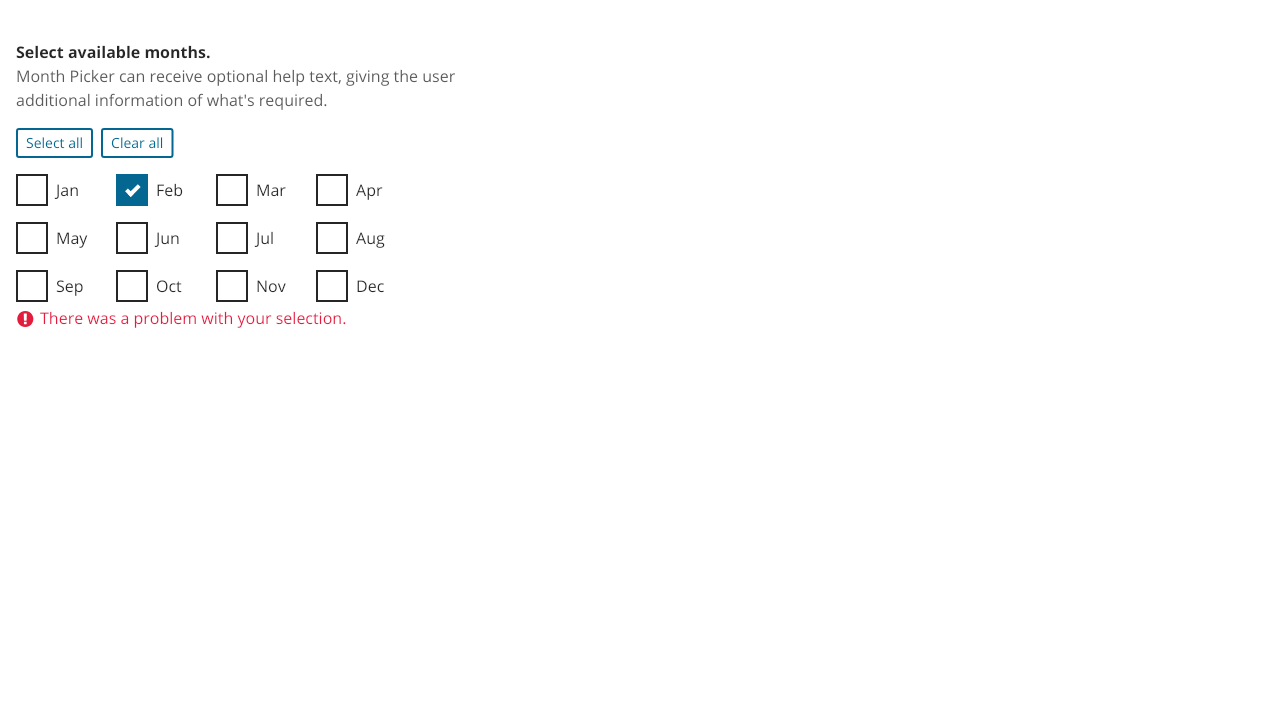 Select available months.
Month Picker can receive optional help text, giving the user
additional information of what's required.
Select all Clear all
Jan Feb Mar Apr
May Jun Jul Aug
Sep Oct Nov Dec
There was a problem with your selection.